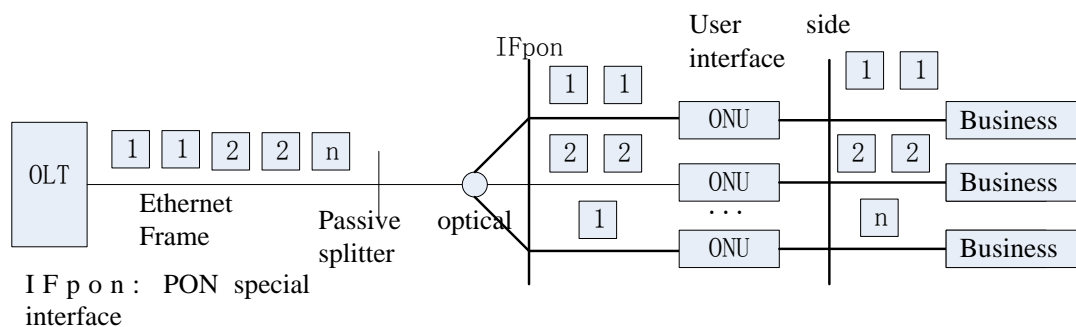 User side
interface
IFpon
1 1
1 1
ONU
Business
OLT
1 1 2 2 n
2 2
2 2
ONU
Business
Ethernet
Frame
Passive optical
splitter
1
...
n
ONU
Business
IFpon: PON special
interface